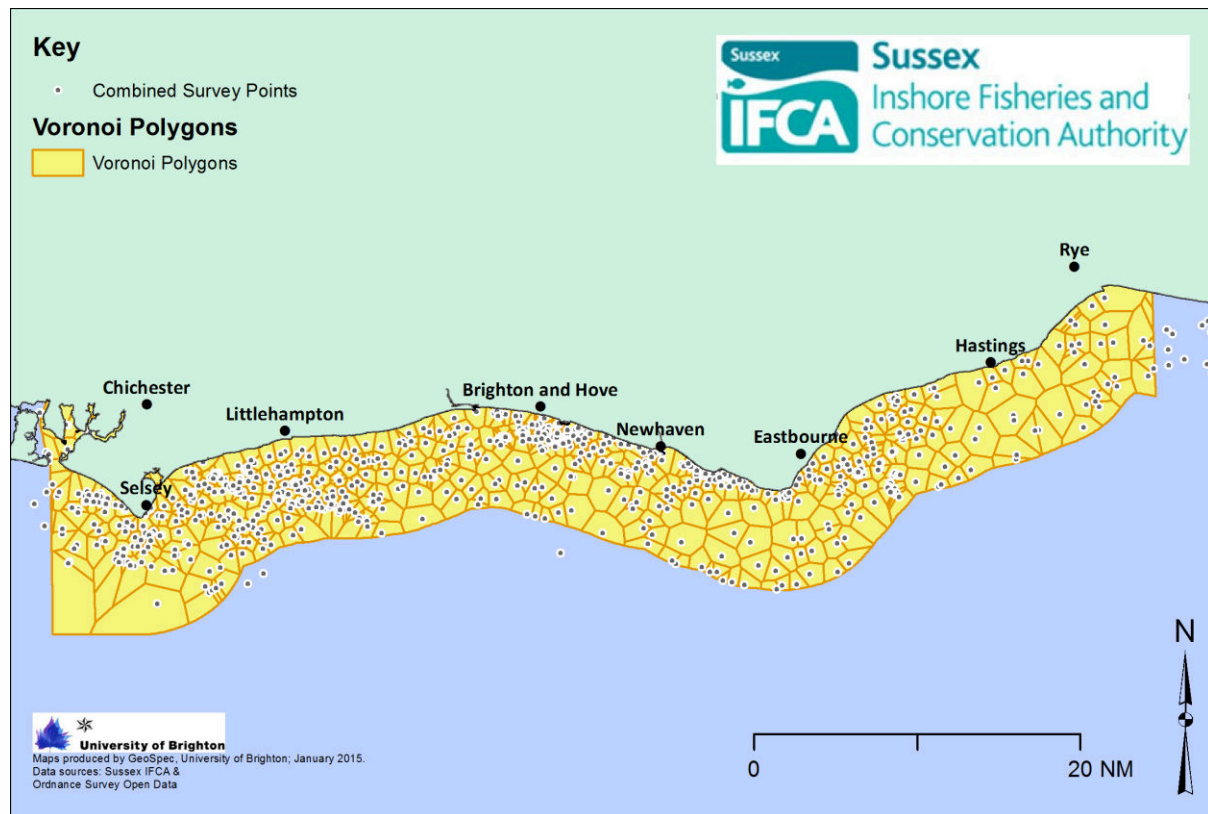 Key
Combined Survey Points
Voronoi Polygons
Voronoi Polygons
Sussex
IFCA
Sussex
Inshore Fisheries and
Conservation Authority
Rye
Hastings
Chichester
Brighton and Hove
Littlehampton
Newhaven
Eastbourne
Selsey
N
University of Brighton
Maps produced by GeoSpec, University of Brighton; January 2015.
Data sources: Sussex IFCA &
Ordnance Survey Open Data
0 20 NM